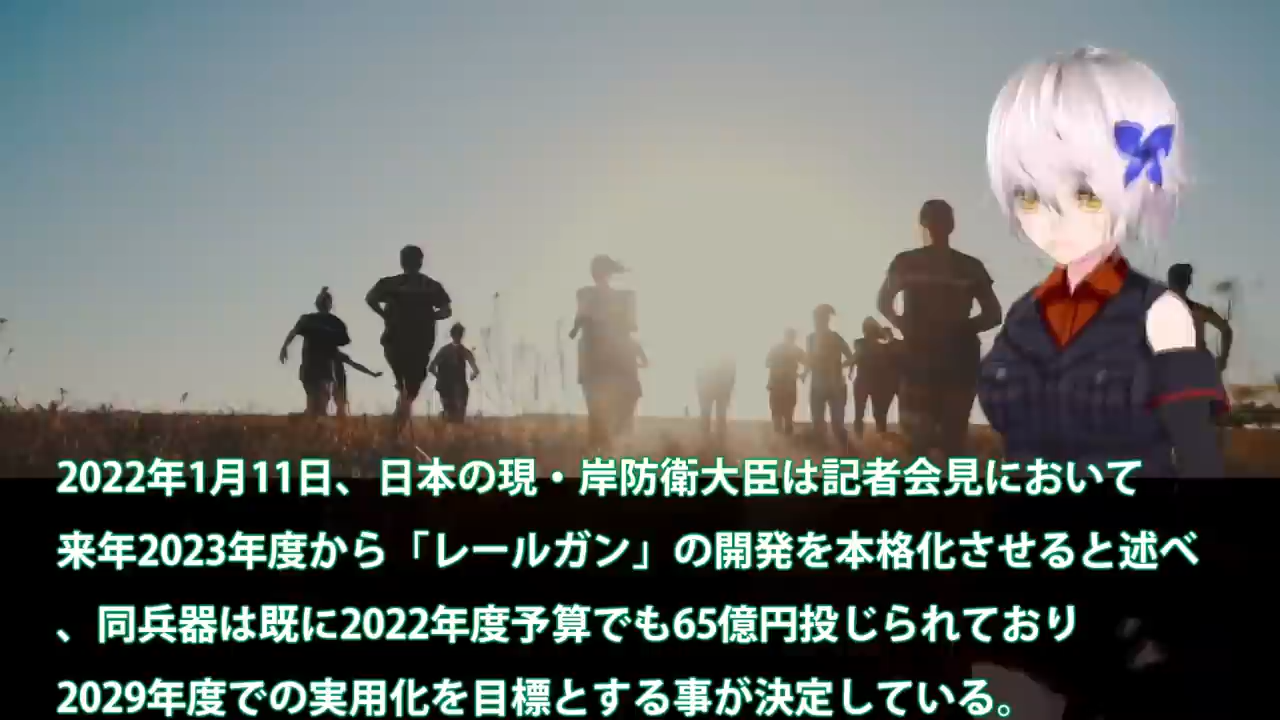 2022年1月11日、日本の現・岸防衛大臣は記者会見において
来年2023年度から「レールガン」の開発を本格化させると述べ
、同兵器は既に2022年度予算でも65億円投じられており
2029年度での実用化を目標とする事が決定している。